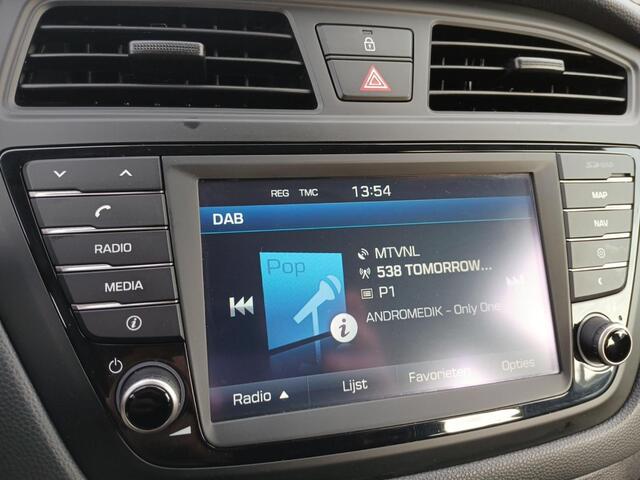 REG TMC 13:54
DAB
Pop
MTVNL
538 TOMORROW...
P1
ANDROMEDIK - Only One
Radio ▲ Lijst Favorieten Opties
RADIO
MEDIA
MAP
NAV